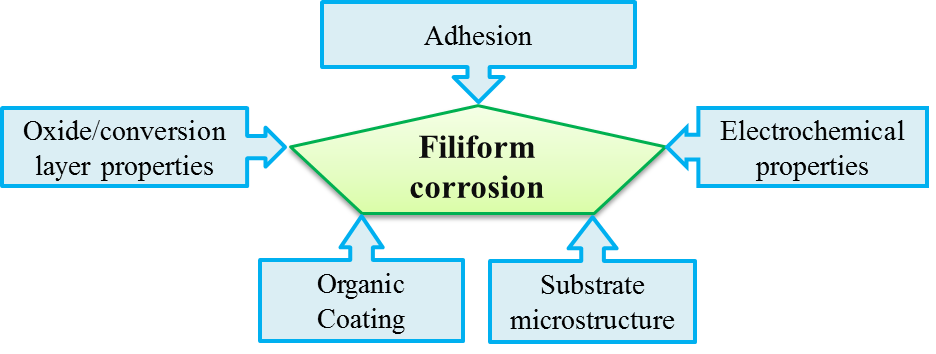 Adhesion
Oxide/conversion
layer properties
Filiform
corrosion
Electrochemical
properties
Organic
Coating
Substrate
microstructure